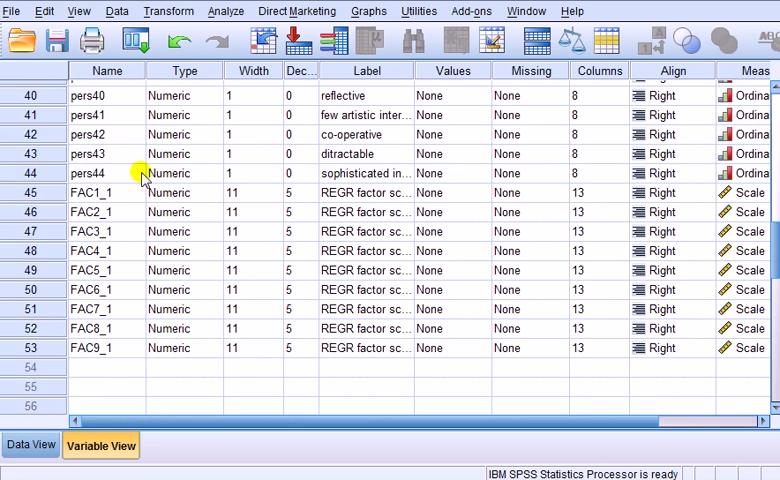 File Edit View Data Transform Analyze Direct Marketing Graphs Utilities Add-ons Window Help
Name Type Width Dec... Label Values Missing Columns Align Meas
40 pers40 Numeric 1 0 reflective None None 8 Right Ordina
41 pers41 Numeric 1 0 few artistic inter... None None 8 Right Ordina
42 pers42 Numeric 1 0 co-operative None None 8 Right Ordina
43 pers43 Numeric 1 0 ditractable None None 8 Right Ordina
44 pers44 Numeric 1 0 sophisticated in... None None 8 Right Ordina
45 FAC1_1 Numeric 11 5 REGR factor sc... None None 13 Right Scale
46 FAC2_1 Numeric 11 5 REGR factor sc... None None 13 Right Scale
47 FAC3_1 Numeric 11 5 REGR factor sc... None None 13 Right Scale
48 FAC4_1 Numeric 11 5 REGR factor sc... None None 13 Right Scale
49 FAC5_1 Numeric 11 5 REGR factor sc... None None 13 Right Scale
50 FAC6_1 Numeric 11 5 REGR factor sc... None None 13 Right Scale
51 FAC7_1 Numeric 11 5 REGR factor sc... None None 13 Right Scale
52 FAC8_1 Numeric 11 5 REGR factor sc... None None 13 Right Scale
53 FAC9_1 Numeric 11 5 REGR factor sc... None None 13 Right Scale
54
55
56
Data View Variable View
IBM SPSS Statistics Processor is ready